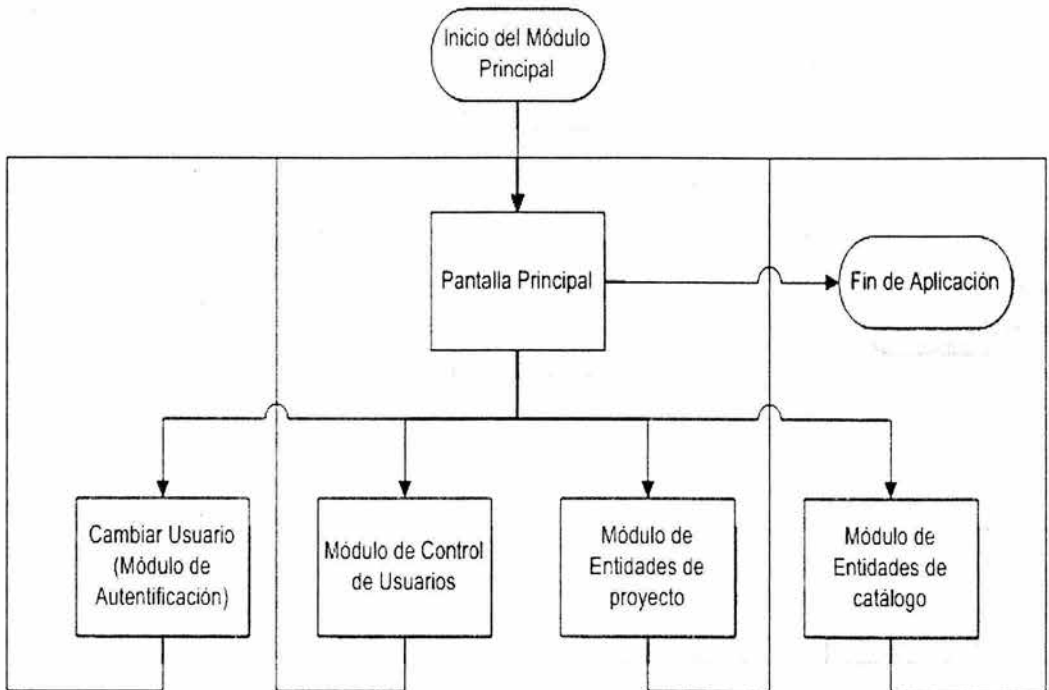 Inicio del Módulo
Principal
Pantalla Principal
Fin de Aplicación
Cambiar Usuario
(Módulo de
Autentificación)
Módulo de Control
de Usuarios
Módulo de
Entidades de
proyecto
Módulo de
Entidades de
catálogo